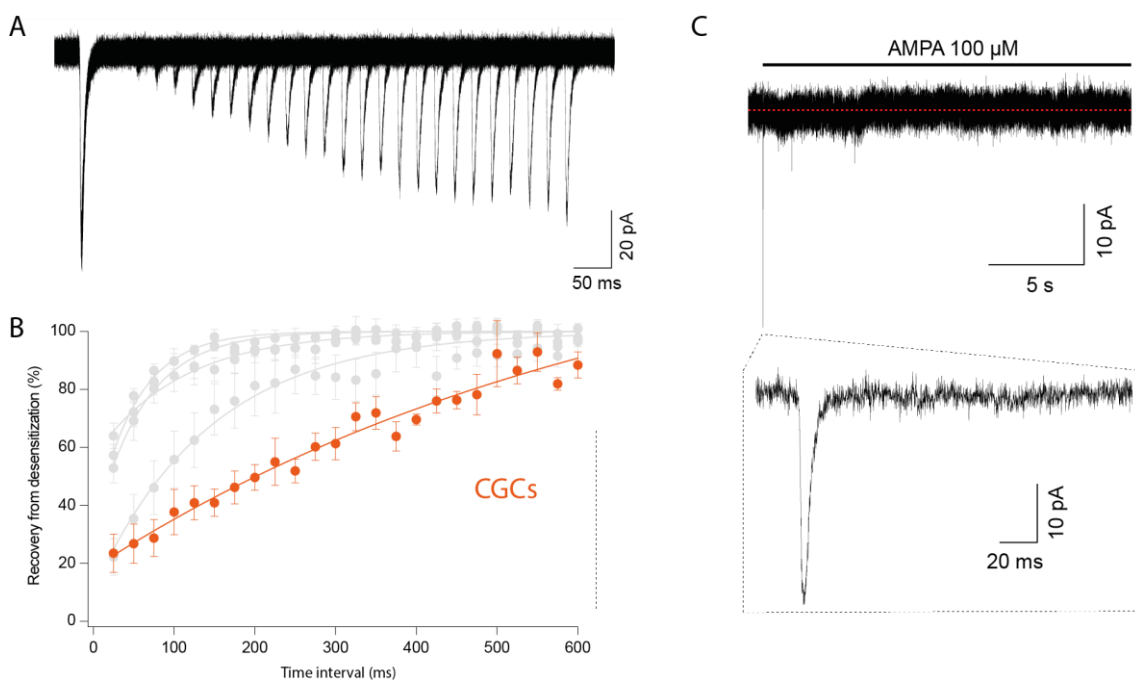 A
20 pA
50 ms
B
Recovery from desensitization (%)
100
80
60
40
20
0
CGCs
0
100
200
300
400
500
600
Time interval (ms)
C
AMPA 100 µM
10 pA
5 s
10 pA
20 ms